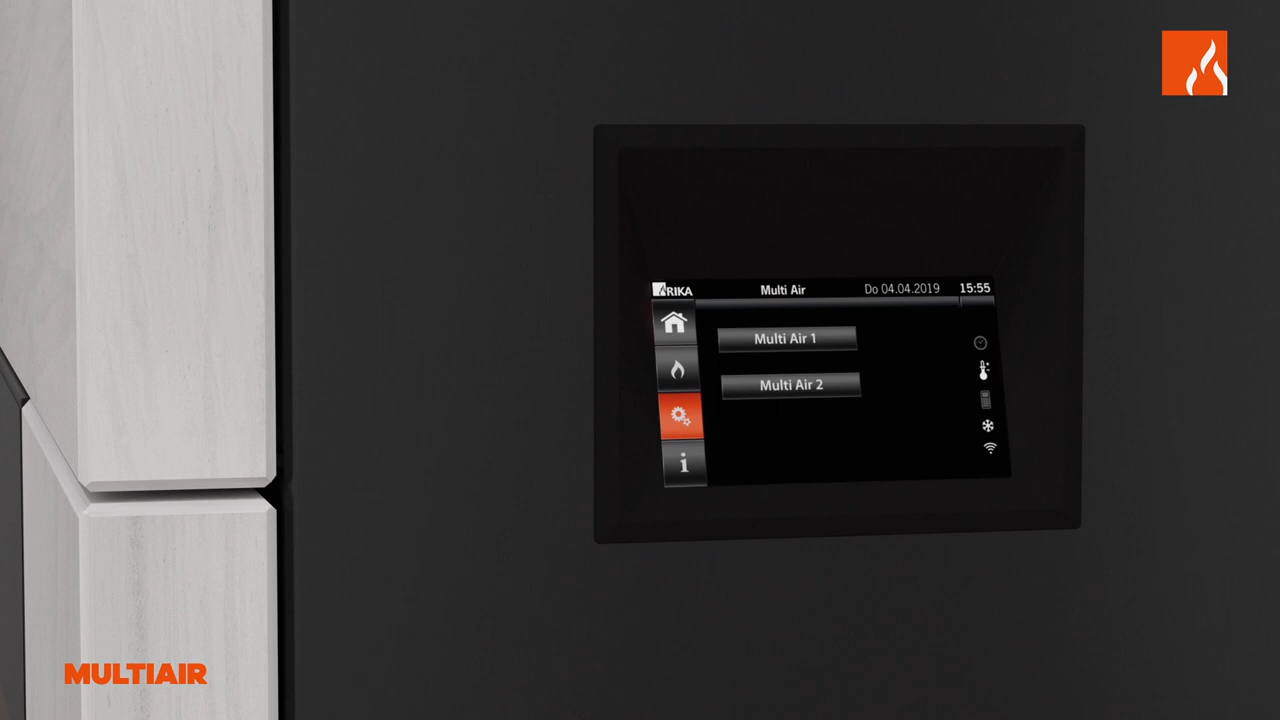 RIKA
Multi Air
Do 04.04.2019
15:55
Multi Air 1
Multi Air 2
i
MULTIAIR